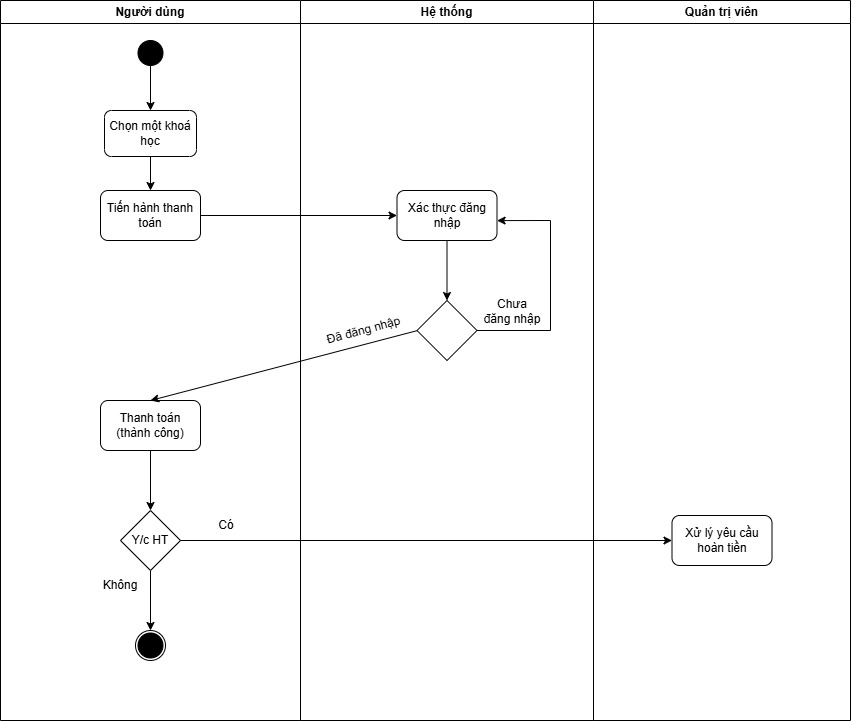 Người dùng
Hệ thống
Quản trị viên
Chọn một khoá
học
Tiến hành thanh
toán
Xác thực đăng
nhập
Chưa
đăng nhập
Đã đăng nhập
Thanh toán
(thành công)
Có
Y/c HT
Xử lý yêu cầu
hoàn tiền
Không